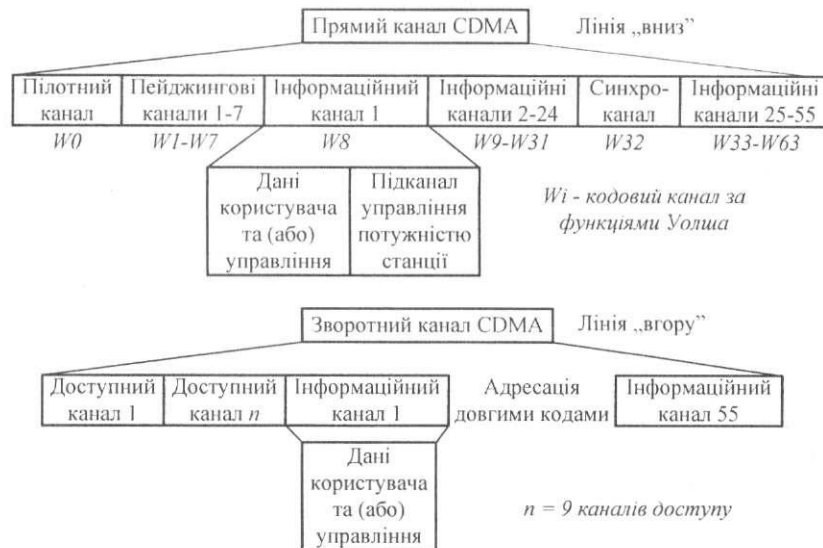 Прямий канал CDMA
Лінія „вниз”
Пілотний канал
Пейджингові канали 1-7
Інформаційний канал 1
Інформаційні канали 2-24
Синхро-канал
Інформаційні канали 25-55
W0
W1-W7
W8
W9-W31
W32
W33-W63
Дані
користувача
та (або)
управління
Підканал
управління
потужністю
станції
Wi - кодовий канал за
функціями Уолша
Зворотний канал CDMA
Лінія „вгору”
Доступний
канал 1
Доступний
канал n
Інформаційний
канал 1
Адресація
довгими кодами
Інформаційний
канал 55
Дані
користувача
та (або)
управління
n = 9 каналів доступу